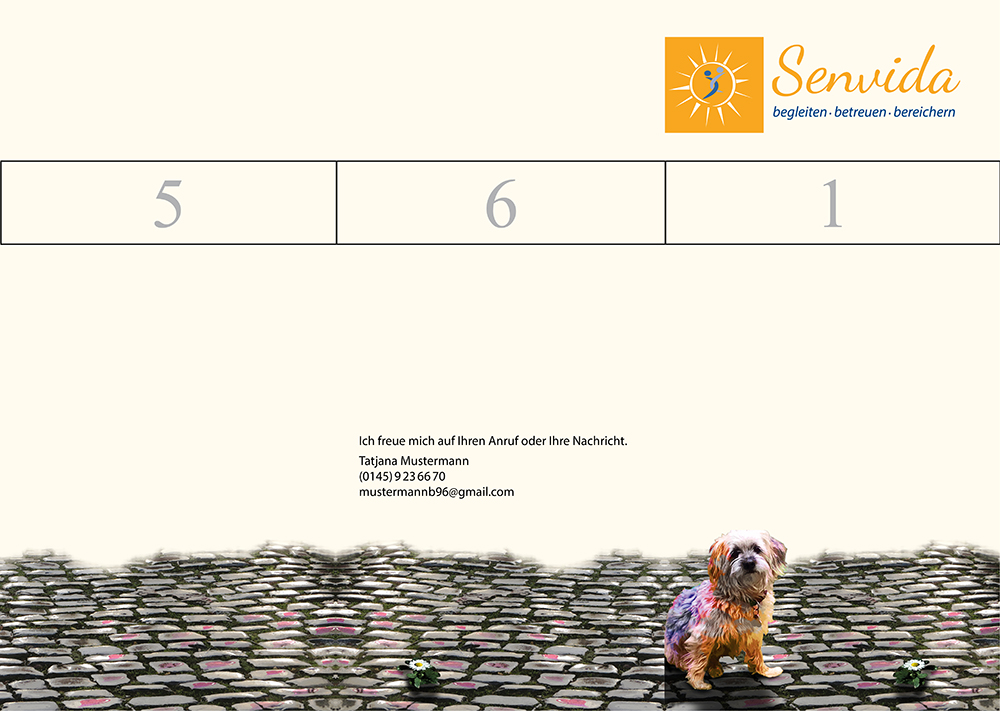 Senvida
begleiten · betreuen · bereichern
5 6 1
Ich freue mich auf Ihren Anruf oder Ihre Nachricht.
Tatjana Mustermann
(0145) 9 23 66 70
mustermannb96@gmail.com